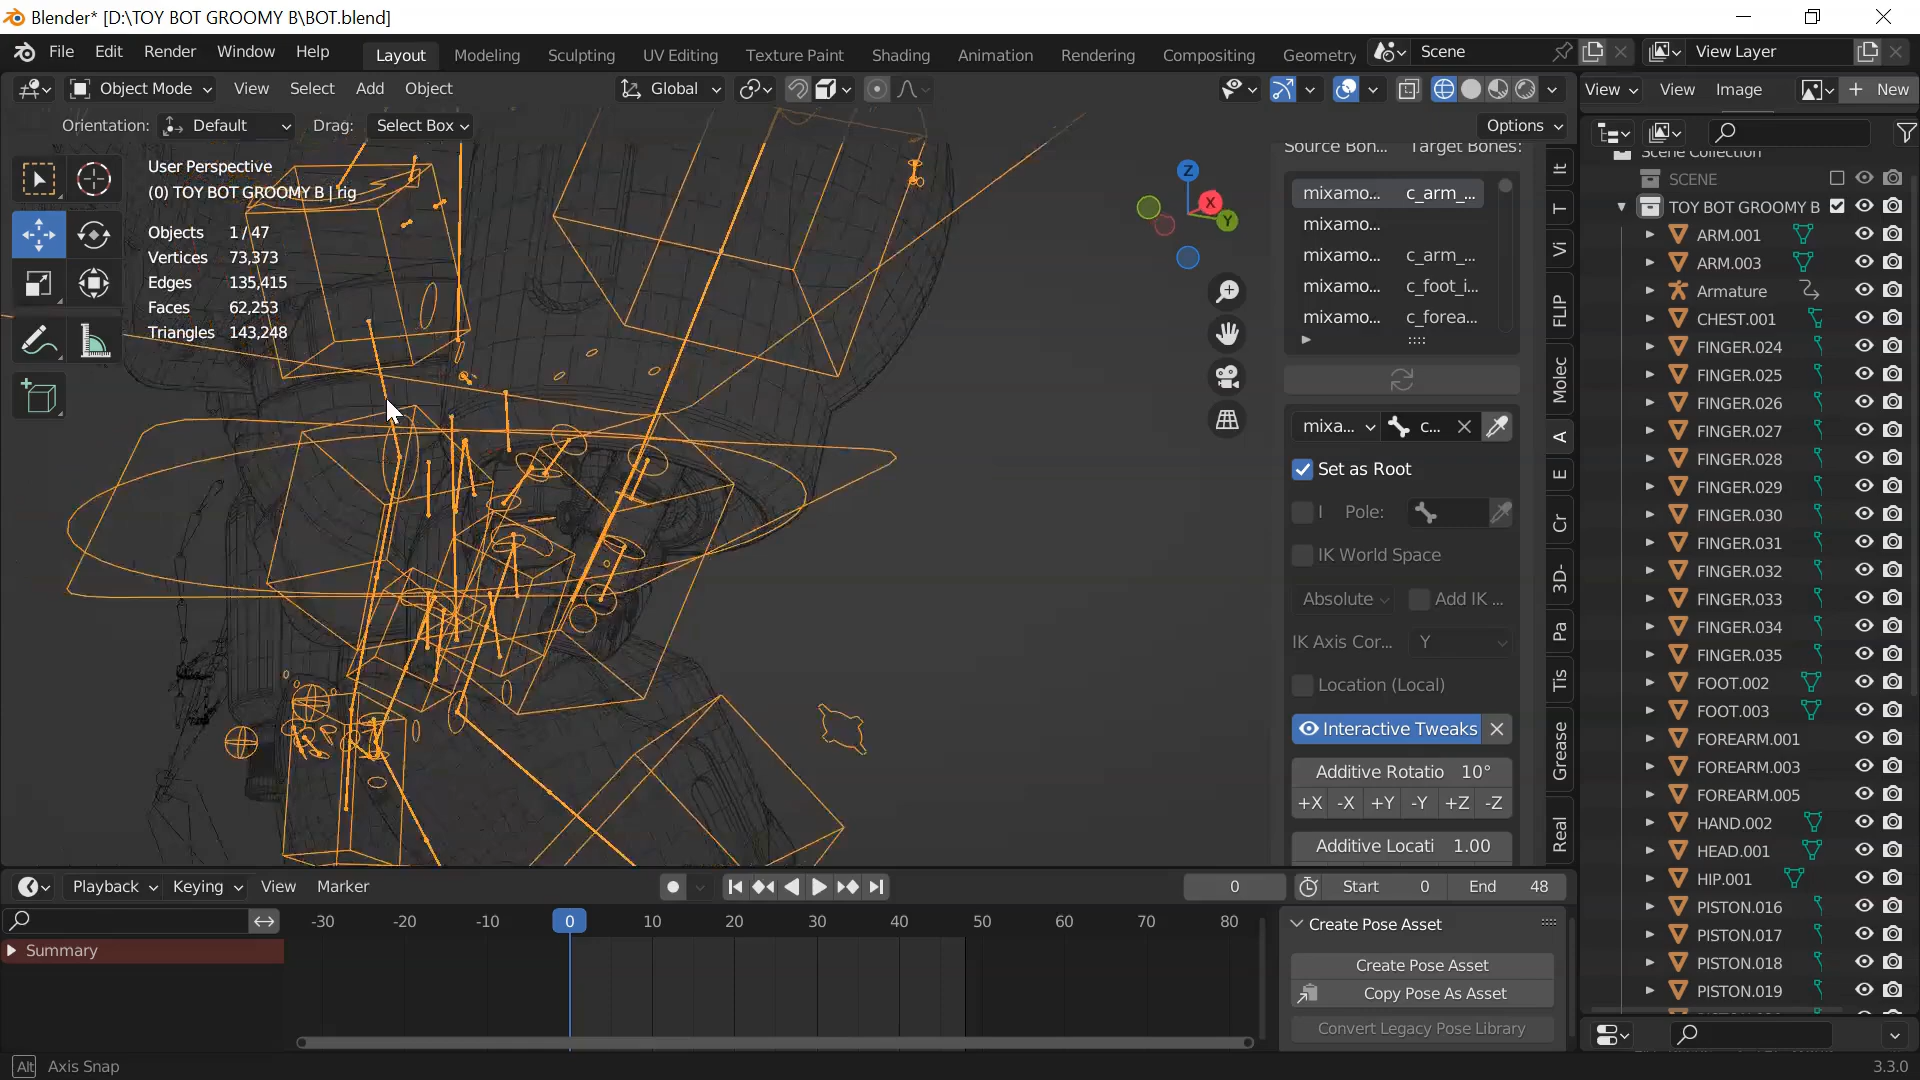 Blender* [D:\TOY BOT GROOMY B\BOT.blend]
File Edit Render Window Help Layout Modeling Sculpting UV Editing Texture Paint Shading Animation Rendering Compositing Geometry Scene View Layer
Object Mode View Select Add Object Global View View Image New
Orientation: Default Drag: Select Box Options
User Perspective
(0) TOY BOT GROOMY B | rig
Objects 1/47
Vertices 73,373
Edges 135,415
Faces 62,253
Triangles 143,248
Z
X
Y
Source Bon... Target Bones:
mixamo... c_arm_...
mixamo...
mixamo... c_arm_...
mixamo... c_foot_i...
mixamo... c_forea...
mixa... c...
Set as Root
I Pole:
IK World Space
Absolute Add IK ...
IK Axis Cor... Y
Location (Local)
Interactive Tweaks
Additive Rotatio 10°
+X -X +Y -Y +Z -Z
Additive Locati 1.00
It
T
Vi
FLIP
Molec
A
E
Cr
3D-
Pa
Tis
Grease
Real
Scene Collection
SCENE
TOY BOT GROOMY B
ARM.001
ARM.003
Armature
CHEST.001
FINGER.024
FINGER.025
FINGER.026
FINGER.027
FINGER.028
FINGER.029
FINGER.030
FINGER.031
FINGER.032
FINGER.033
FINGER.034
FINGER.035
FOOT.002
FOOT.003
FOREARM.001
FOREARM.003
FOREARM.005
HAND.002
HEAD.001
HIP.001
PISTON.016
PISTON.017
PISTON.018
PISTON.019
Playback Keying View Marker 0 Start 0 End 48
-30 -20 -10 0 10 20 30 40 50 60 70 80
Summary
Create Pose Asset
Create Pose Asset
Copy Pose As Asset
Convert Legacy Pose Library
Alt Axis Snap
3.3.0